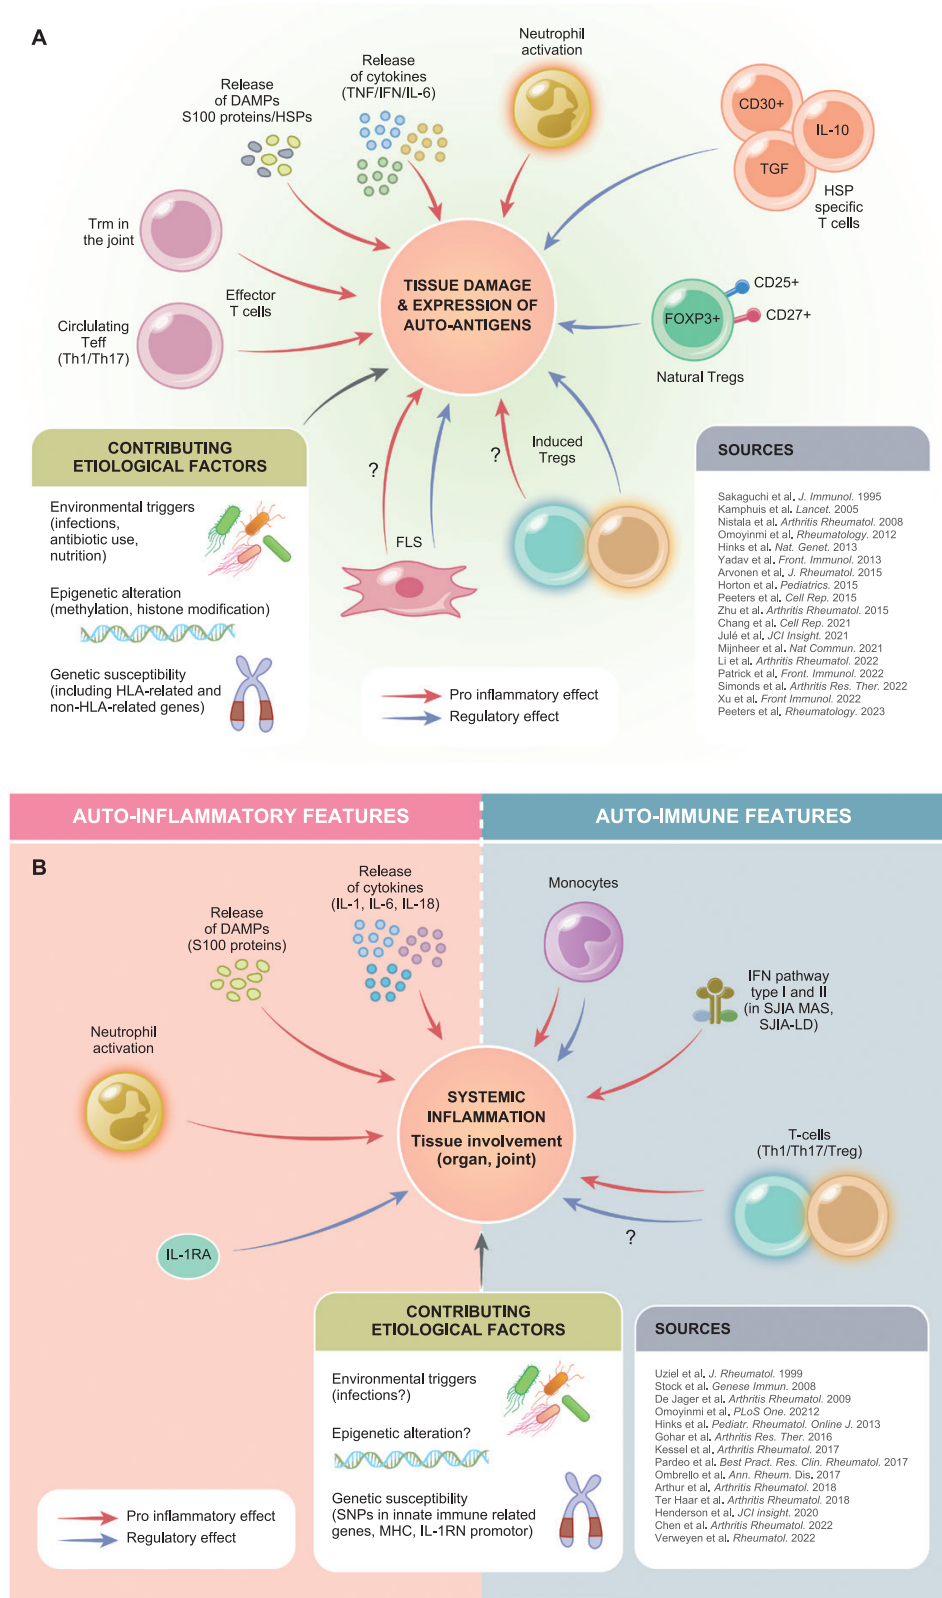 A
Neutrophil
activation
Release
of cytokines
(TNF/IFN/IL-6)
Release
of DAMPs
S100 proteins/HSPs
CD30+
IL-10
TGF
HSP
specific
T cells
Trm in
the joint
Effector
T cells
Circulating
Teff
(Th1/Th17)
TISSUE DAMAGE
& EXPRESSION OF
AUTO-ANTIGENS
CD25+
FOXP3+
CD27+
Natural Tregs
CONTRIBUTING
ETIOLOGICAL FACTORS
Environmental triggers
(infections,
antibiotic use,
nutrition)
Epigenetic alteration
(methylation, histone modification)
Genetic susceptibility
(including HLA-related and
non-HLA-related genes)
?
FLS
?
Induced
Tregs
Pro inflammatory effect
Regulatory effect
SOURCES
Sakaguchi et al. J. Immunol. 1995
Kamphuis et al. Lancet. 2005
Nistala et al. Arthritis Rheumatol. 2008
Omoyinmi et al. Rheumatology. 2012
Hinks et al. Nat. Genet. 2013
Yadav et al. Front. Immunol. 2013
Arvonen et al. J. Rheumatol. 2015
Horton et al. Pediatrics. 2015
Peeters et al. Cell Rep. 2015
Zhu et al. Arthritis Rheumatol. 2015
Chang et al. Cell Rep. 2021
Julé et al. JCI Insight. 2021
Mijnheer et al. Nat Commun. 2021
Li et al. Arthritis Rheumatol. 2022
Patrick et al. Front. Immunol. 2022
Simonds et al. Arthritis Res. Ther. 2022
Xu et al. Front Immunol. 2022
Peeters et al. Rheumatology. 2023
AUTO-INFLAMMATORY FEATURES
AUTO-IMMUNE FEATURES
B
Release
of cytokines
(IL-1, IL-6, IL-18)
Release
of DAMPs
(S100 proteins)
Neutrophil
activation
IL-1RA
Monocytes
IFN pathway
type I and II
(in SJIA MAS,
SJIA-LD)
SYSTEMIC
INFLAMMATION
Tissue involvement
(organ, joint)
T-cells
(Th1/Th17/Treg)
?
CONTRIBUTING
ETIOLOGICAL FACTORS
Environmental triggers
(infections?)
Epigenetic alteration?
Genetic susceptibility
(SNPs in innate immune related
genes, MHC, IL-1RN promotor)
Pro inflammatory effect
Regulatory effect
SOURCES
Uziel et al. J. Rheumatol. 1999
Stock et al. Genese Immun. 2008
De Jager et al. Arthritis Rheumatol. 2009
Omoyinmi et al. PLoS One. 20212
Hinks et al. Pediatr. Rheumatol. Online J. 2013
Gohar et al. Arthritis Res. Ther. 2016
Kessel et al. Arthritis Rheumatol. 2017
Pardeo et al. Best Pract. Res. Clin. Rheumatol. 2017
Ombrello et al. Ann. Rheum. Dis. 2017
Arthur et al. Arthritis Rheumatol. 2018
Ter Haar et al. Arthritis Rheumatol. 2018
Henderson et al. JCI insight. 2020
Chen et al. Arthritis Rheumatol. 2022
Verweyen et al. Rheumatol. 2022